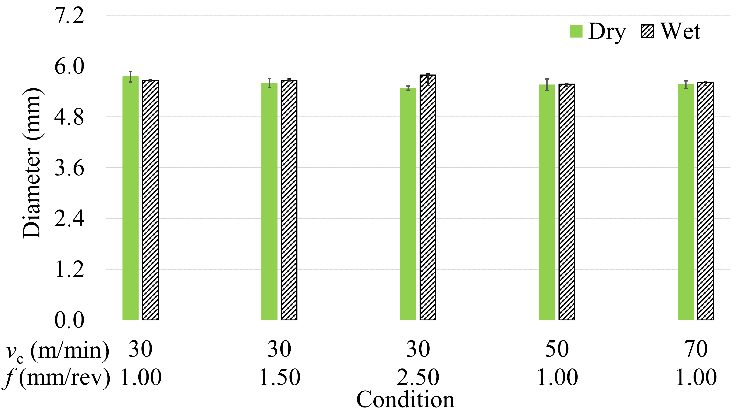 7.2
Dry Wet
6.0
4.8
3.6
2.4
1.2
0.0
Diameter (mm)
v_c (m/min) 30 30 30 50 70
f (mm/rev) 1.00 1.50 2.50 1.00 1.00
Condition